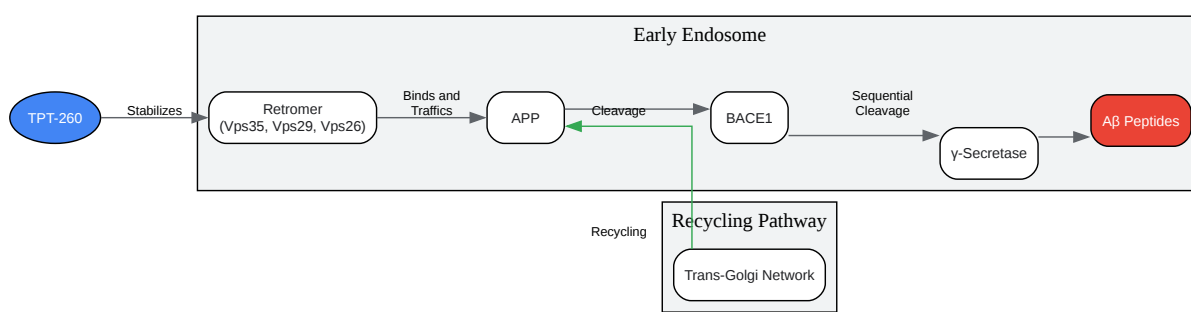 Early Endosome
TPT-260
Stabilizes
Retromer
(Vps35, Vps29, Vps26)
Binds and
Traffics
APP
Cleavage
BACE1
Sequential
Cleavage
γ-Secretase
Aβ Peptides
Recycling
Recycling Pathway
Trans-Golgi Network